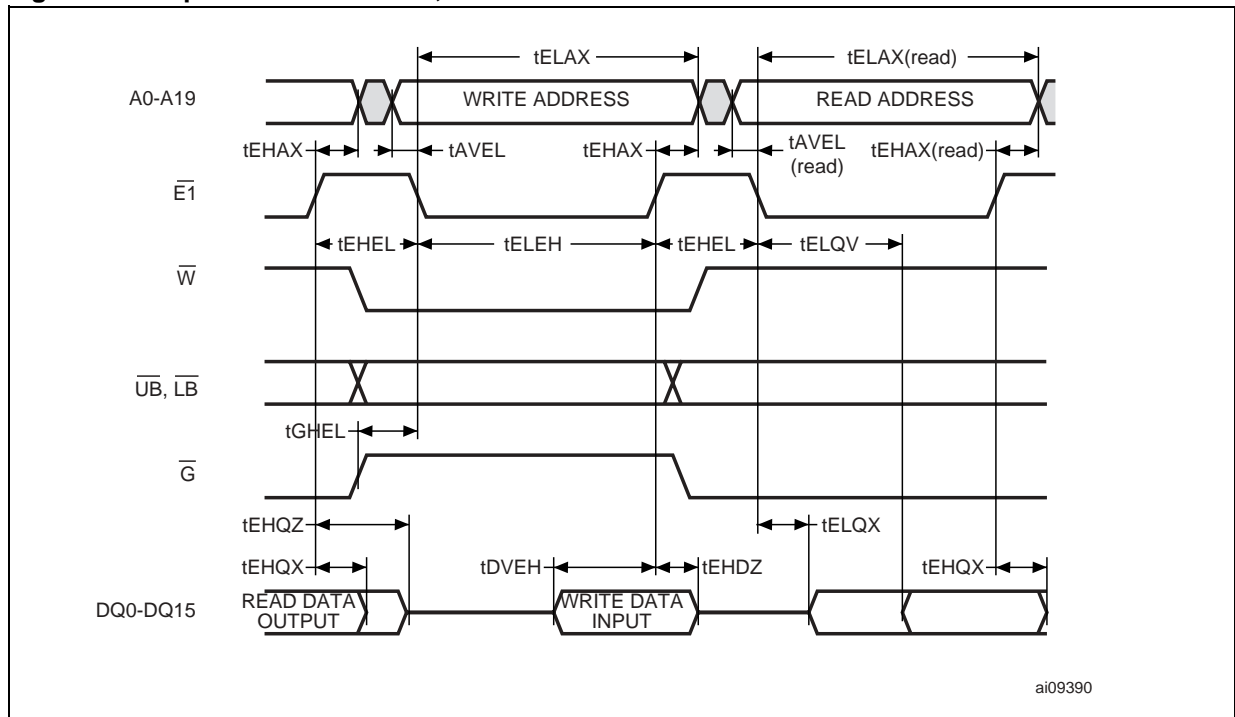 tELAX tELAX(read)
A0-A19 WRITE ADDRESS READ ADDRESS
tEHAX tAVEL tEHAX tAVEL (read) tEHAX(read)
E1
tEHEL tELEH tEHEL tELQV
W
UB, LB
tGHEL
G
tEHQZ tELQX
tEHQX tDVEH tEHDZ tEHQX
DQ0-DQ15 READ DATA OUTPUT WRITE DATA INPUT
ai09390